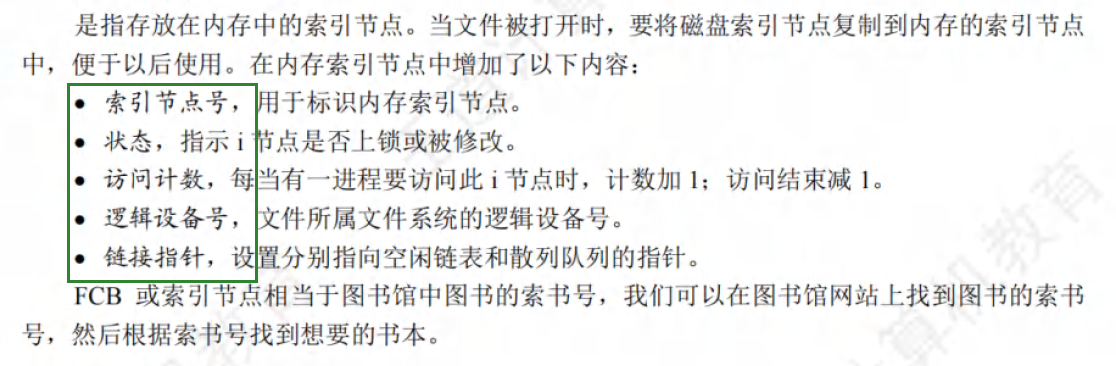 是指存放在内存中的索引节点。当文件被打开时，要将磁盘索引节点复制到内存的索引节点
中，便于以后使用。在内存索引节点中增加了以下内容：
● 索引节点号，用于标识内存索引节点。
● 状态，指示 i 节点是否上锁或被修改。
● 访问计数，每当有一进程要访问此 i 节点时，计数加 1；访问结束减 1。
● 逻辑设备号，文件所属文件系统的逻辑设备号。
● 链接指针，设置分别指向空闲链表和散列队列的指针。
FCB 或索引节点相当于图书馆中图书的索书号，我们可以在图书馆网站上找到图书的索书
号，然后根据索书号找到想要的书本。